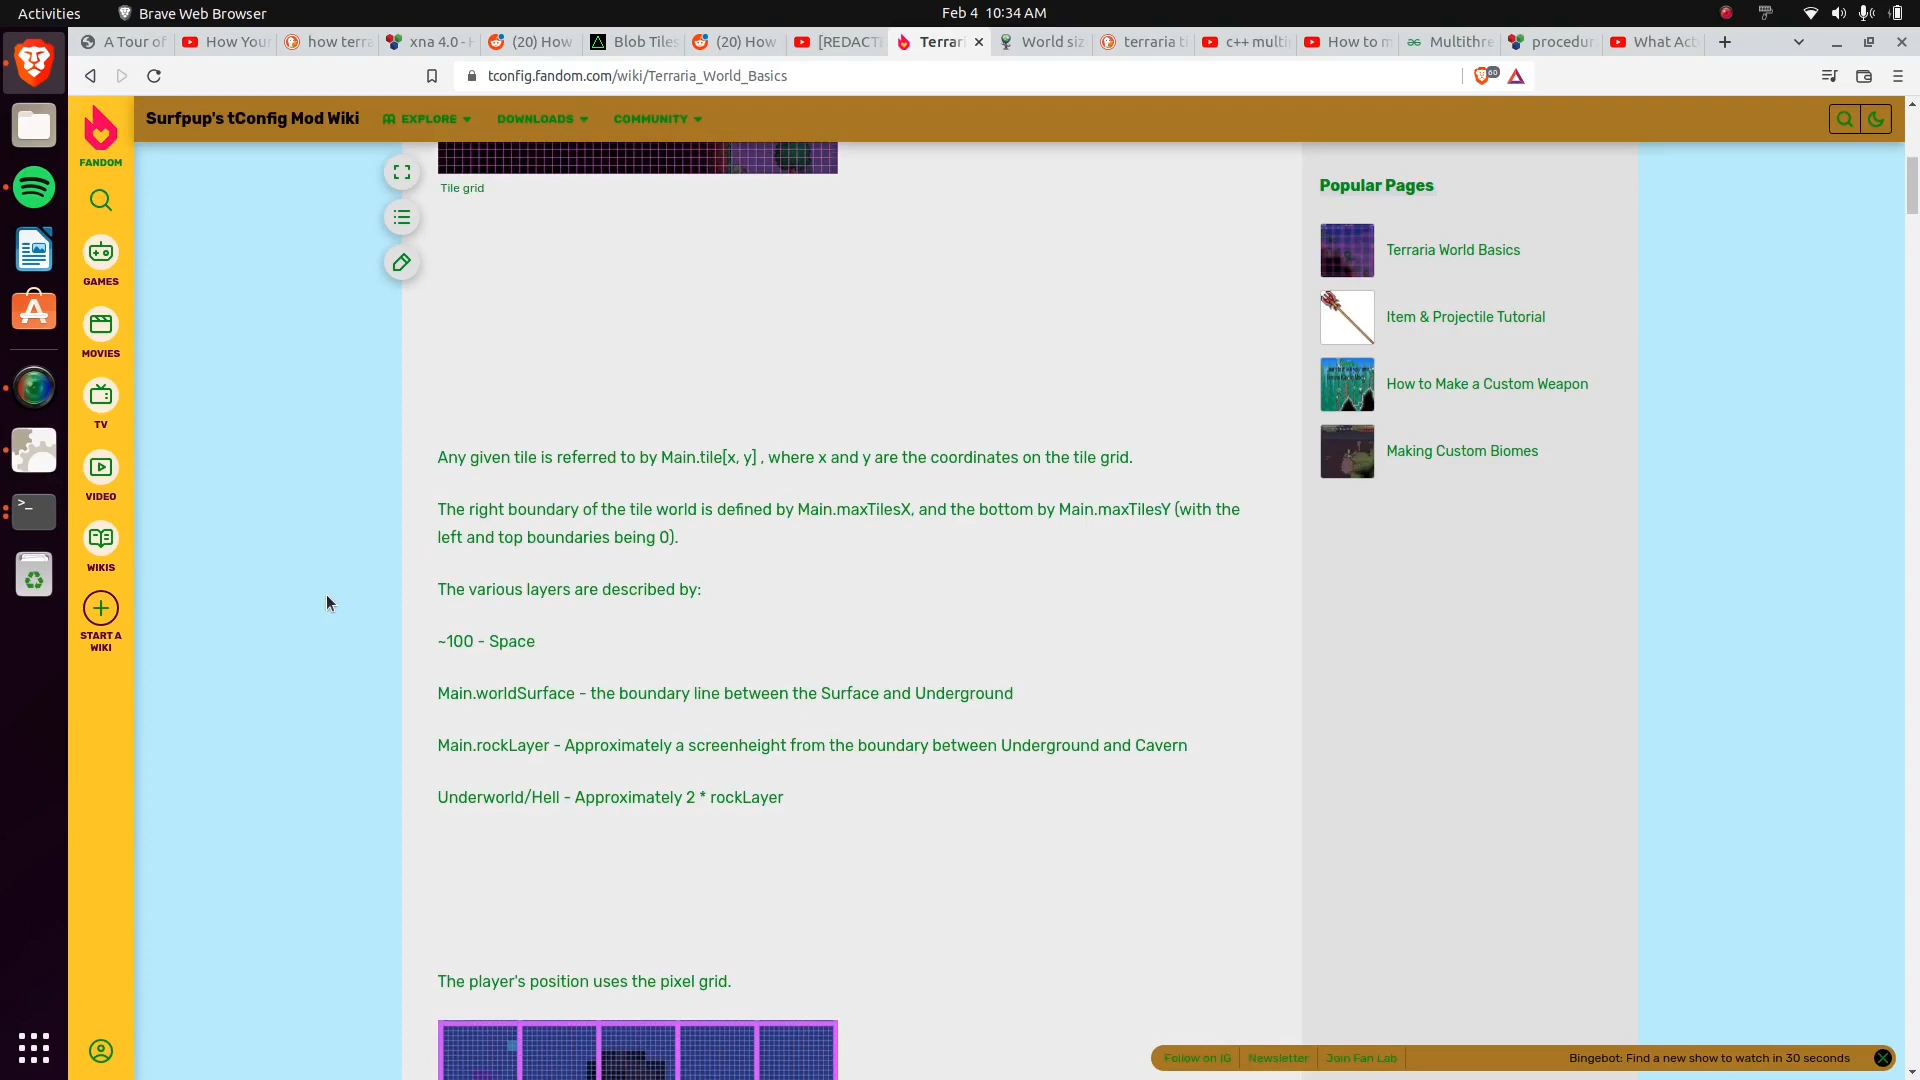 Activities
Brave Web Browser
Feb 4 10:34 AM
A Tour of
How Your
how terra
xna 4.0 -
(20) How
Blob Tiles
(20) How
[REDACT
Terrari
World siz
terraria ti
c++ multi
How to m
Multithre
procedur
What Act
tconfig.fandom.com/wiki/Terraria_World_Basics
60
Surfpup's tConfig Mod Wiki
EXPLORE
DOWNLOADS
COMMUNITY
FANDOM
GAMES
MOVIES
TV
VIDEO
WIKIS
START A
WIKI
Tile grid
Any given tile is referred to by Main.tile[x, y] , where x and y are the coordinates on the tile grid.
The right boundary of the tile world is defined by Main.maxTilesX, and the bottom by Main.maxTilesY (with the
left and top boundaries being 0).
The various layers are described by:
~100 - Space
Main.worldSurface - the boundary line between the Surface and Underground
Main.rockLayer - Approximately a screenheight from the boundary between Underground and Cavern
Underworld/Hell - Approximately 2 * rockLayer
The player's position uses the pixel grid.
Popular Pages
Terraria World Basics
Item & Projectile Tutorial
How to Make a Custom Weapon
Making Custom Biomes
Follow on IG
Newsletter
Join Fan Lab
Bingebot: Find a new show to watch in 30 seconds